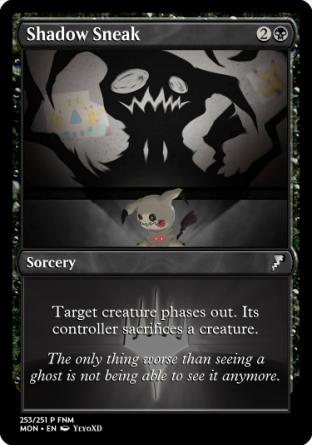 Shadow Sneak 2
Sorcery
Target creature phases out. Its
controller sacrifices a creature.
The only thing worse than seeing a
ghost is not being able to see it anymore.
253/251 P FNM
MON • EN YEYOXD